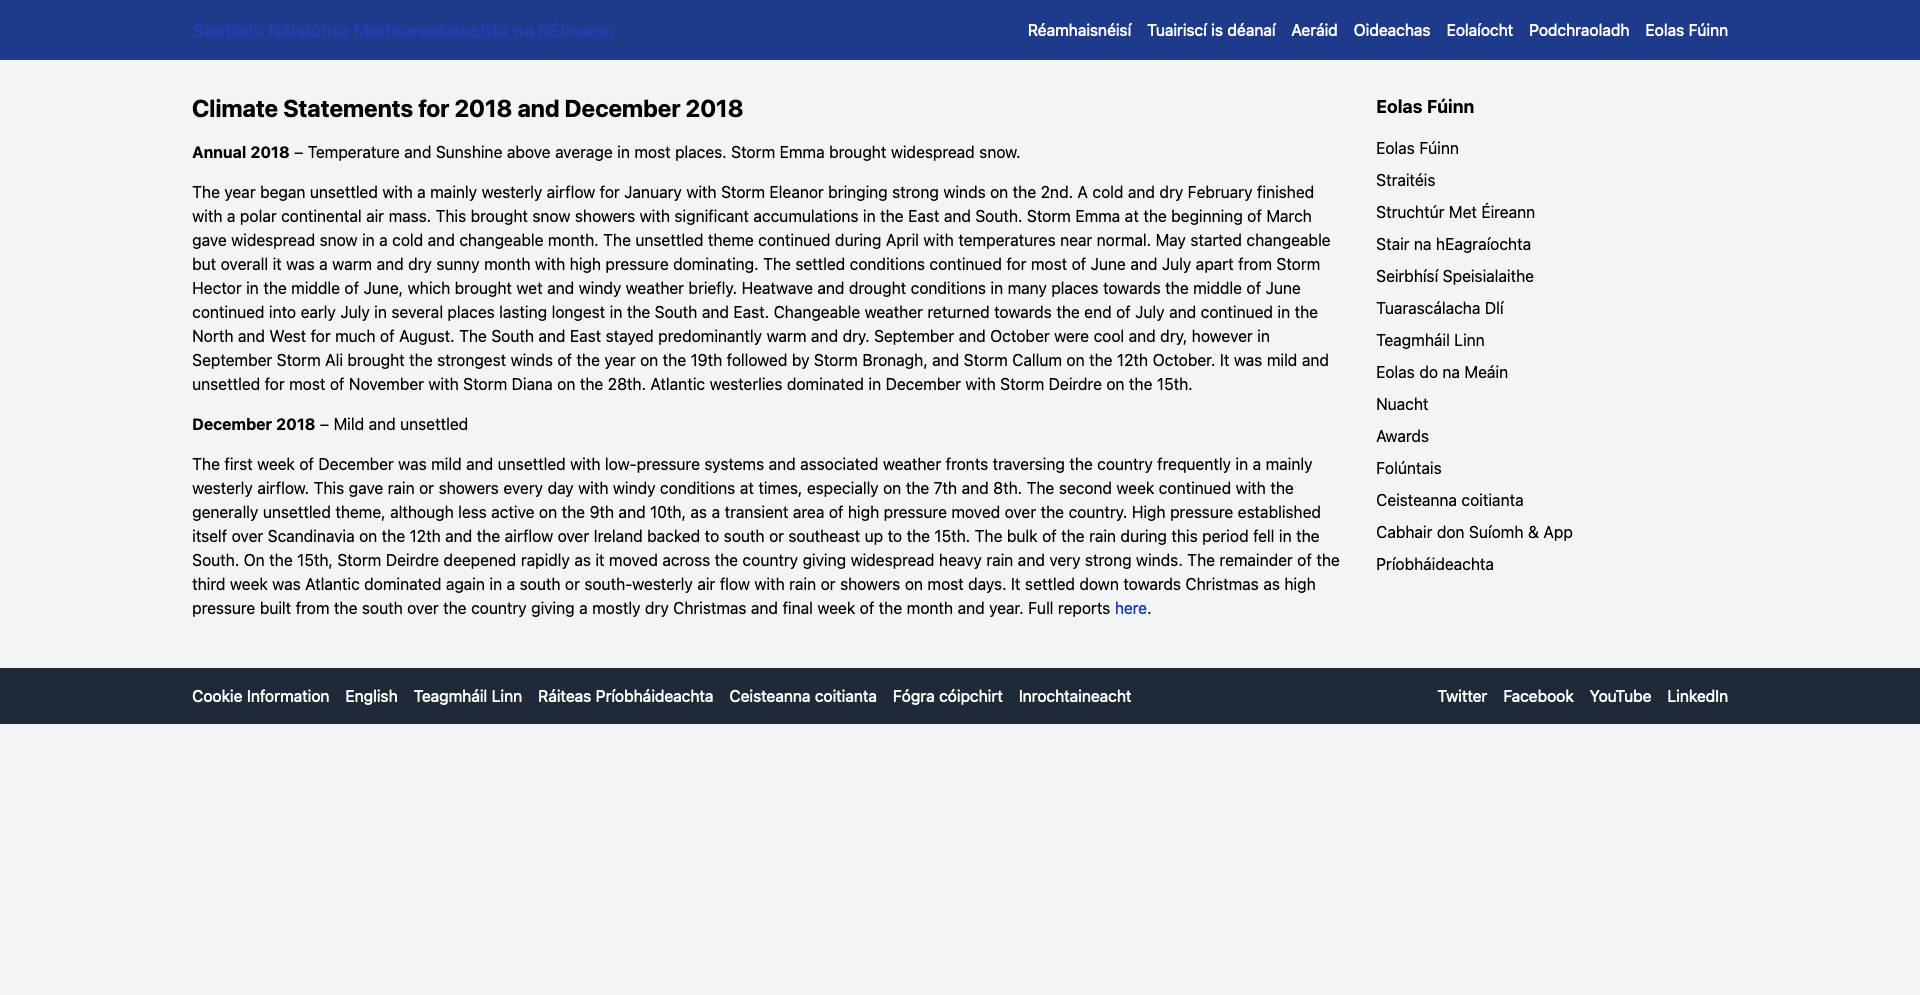 Seirbhís Náisiúnta Meitéareolaíochta na hÉireann
Réamhaisnéisí Tuairiscí is déanaí Aeráid Oideachas Eolaíocht Podchraoladh Eolas Fúinn
Climate Statements for 2018 and December 2018
Annual 2018 – Temperature and Sunshine above average in most places. Storm Emma brought widespread snow.
The year began unsettled with a mainly westerly airflow for January with Storm Eleanor bringing strong winds on the 2nd. A cold and dry February finished
with a polar continental air mass. This brought snow showers with significant accumulations in the East and South. Storm Emma at the beginning of March
gave widespread snow in a cold and changeable month. The unsettled theme continued during April with temperatures near normal. May started changeable
but overall it was a warm and dry sunny month with high pressure dominating. The settled conditions continued for most of June and July apart from Storm
Hector in the middle of June, which brought wet and windy weather briefly. Heatwave and drought conditions in many places towards the middle of June
continued into early July in several places lasting longest in the South and East. Changeable weather returned towards the end of July and continued in the
North and West for much of August. The South and East stayed predominantly warm and dry. September and October were cool and dry, however in
September Storm Ali brought the strongest winds of the year on the 19th followed by Storm Bronagh, and Storm Callum on the 12th October. It was mild and
unsettled for most of November with Storm Diana on the 28th. Atlantic westerlies dominated in December with Storm Deirdre on the 15th.
December 2018 – Mild and unsettled
The first week of December was mild and unsettled with low-pressure systems and associated weather fronts traversing the country frequently in a mainly
westerly airflow. This gave rain or showers every day with windy conditions at times, especially on the 7th and 8th. The second week continued with the
generally unsettled theme, although less active on the 9th and 10th, as a transient area of high pressure moved over the country. High pressure established
itself over Scandinavia on the 12th and the airflow over Ireland backed to south or southeast up to the 15th. The bulk of the rain during this period fell in the
South. On the 15th, Storm Deirdre deepened rapidly as it moved across the country giving widespread heavy rain and very strong winds. The remainder of the
third week was Atlantic dominated again in a south or south-westerly air flow with rain or showers on most days. It settled down towards Christmas as high
pressure built from the south over the country giving a mostly dry Christmas and final week of the month and year. Full reports here.
Eolas Fúinn
Eolas Fúinn
Straitéis
Struchtúr Met Éireann
Stair na hEagraíochta
Seirbhísí Speisialaithe
Tuarascálacha Dlí
Teagmháil Linn
Eolas do na Meáin
Nuacht
Awards
Folúntais
Ceisteanna coitianta
Cabhair don Suíomh & App
Príobháideachta
Cookie Information English Teagmháil Linn Ráiteas Príobháideachta Ceisteanna coitianta Fógra cóipchirt Inrochtaineacht
Twitter Facebook YouTube LinkedIn